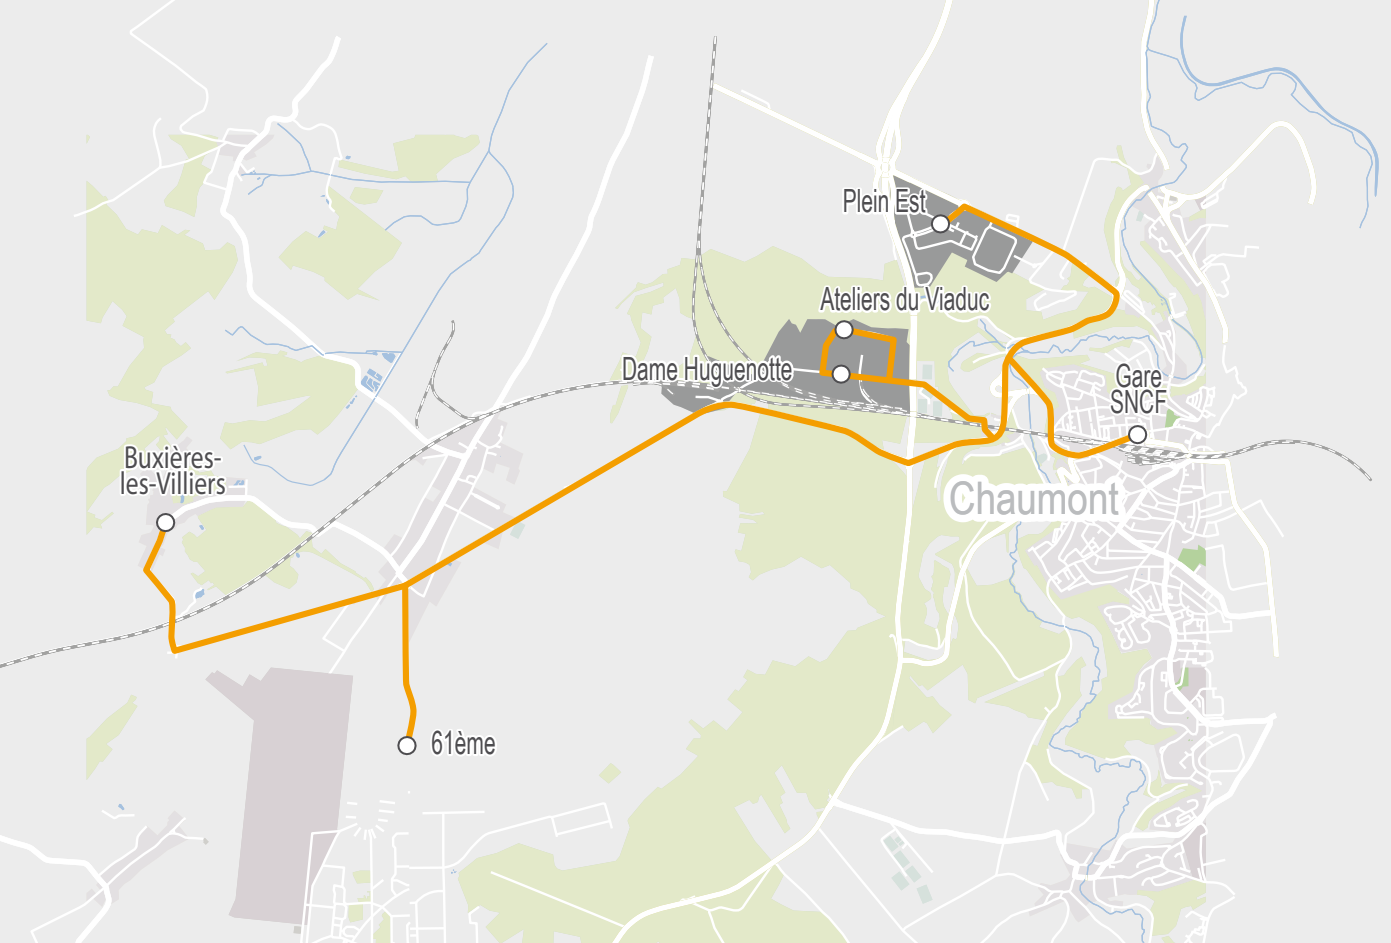 Plein Est
Ateliers du Viaduc
Dame Huguenotte
Gare
SNCF
Buxières-
les-Villiers
Chaumont
61ème